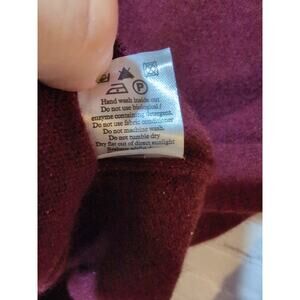 P
Hand wash inside out
Do not use biological /
enzyme containing detergent.
Do not use fabric conditioner
Do not machine wash.
Do not tumble dry
Dry flat out of direct sunlight